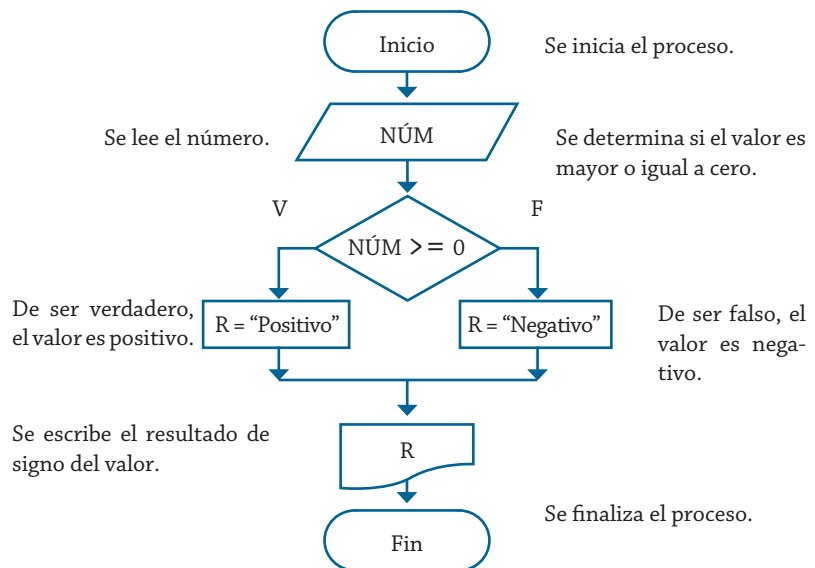 Inicio
Se inicia el proceso.
Se lee el número.
NÚM
Se determina si el valor es
mayor o igual a cero.
V
F
NÚM >= 0
De ser verdadero,
el valor es positivo.
R = “Positivo”
R = “Negativo”
De ser falso, el
valor es nega-
tivo.
Se escribe el resultado de
signo del valor.
R
Se finaliza el proceso.
Fin